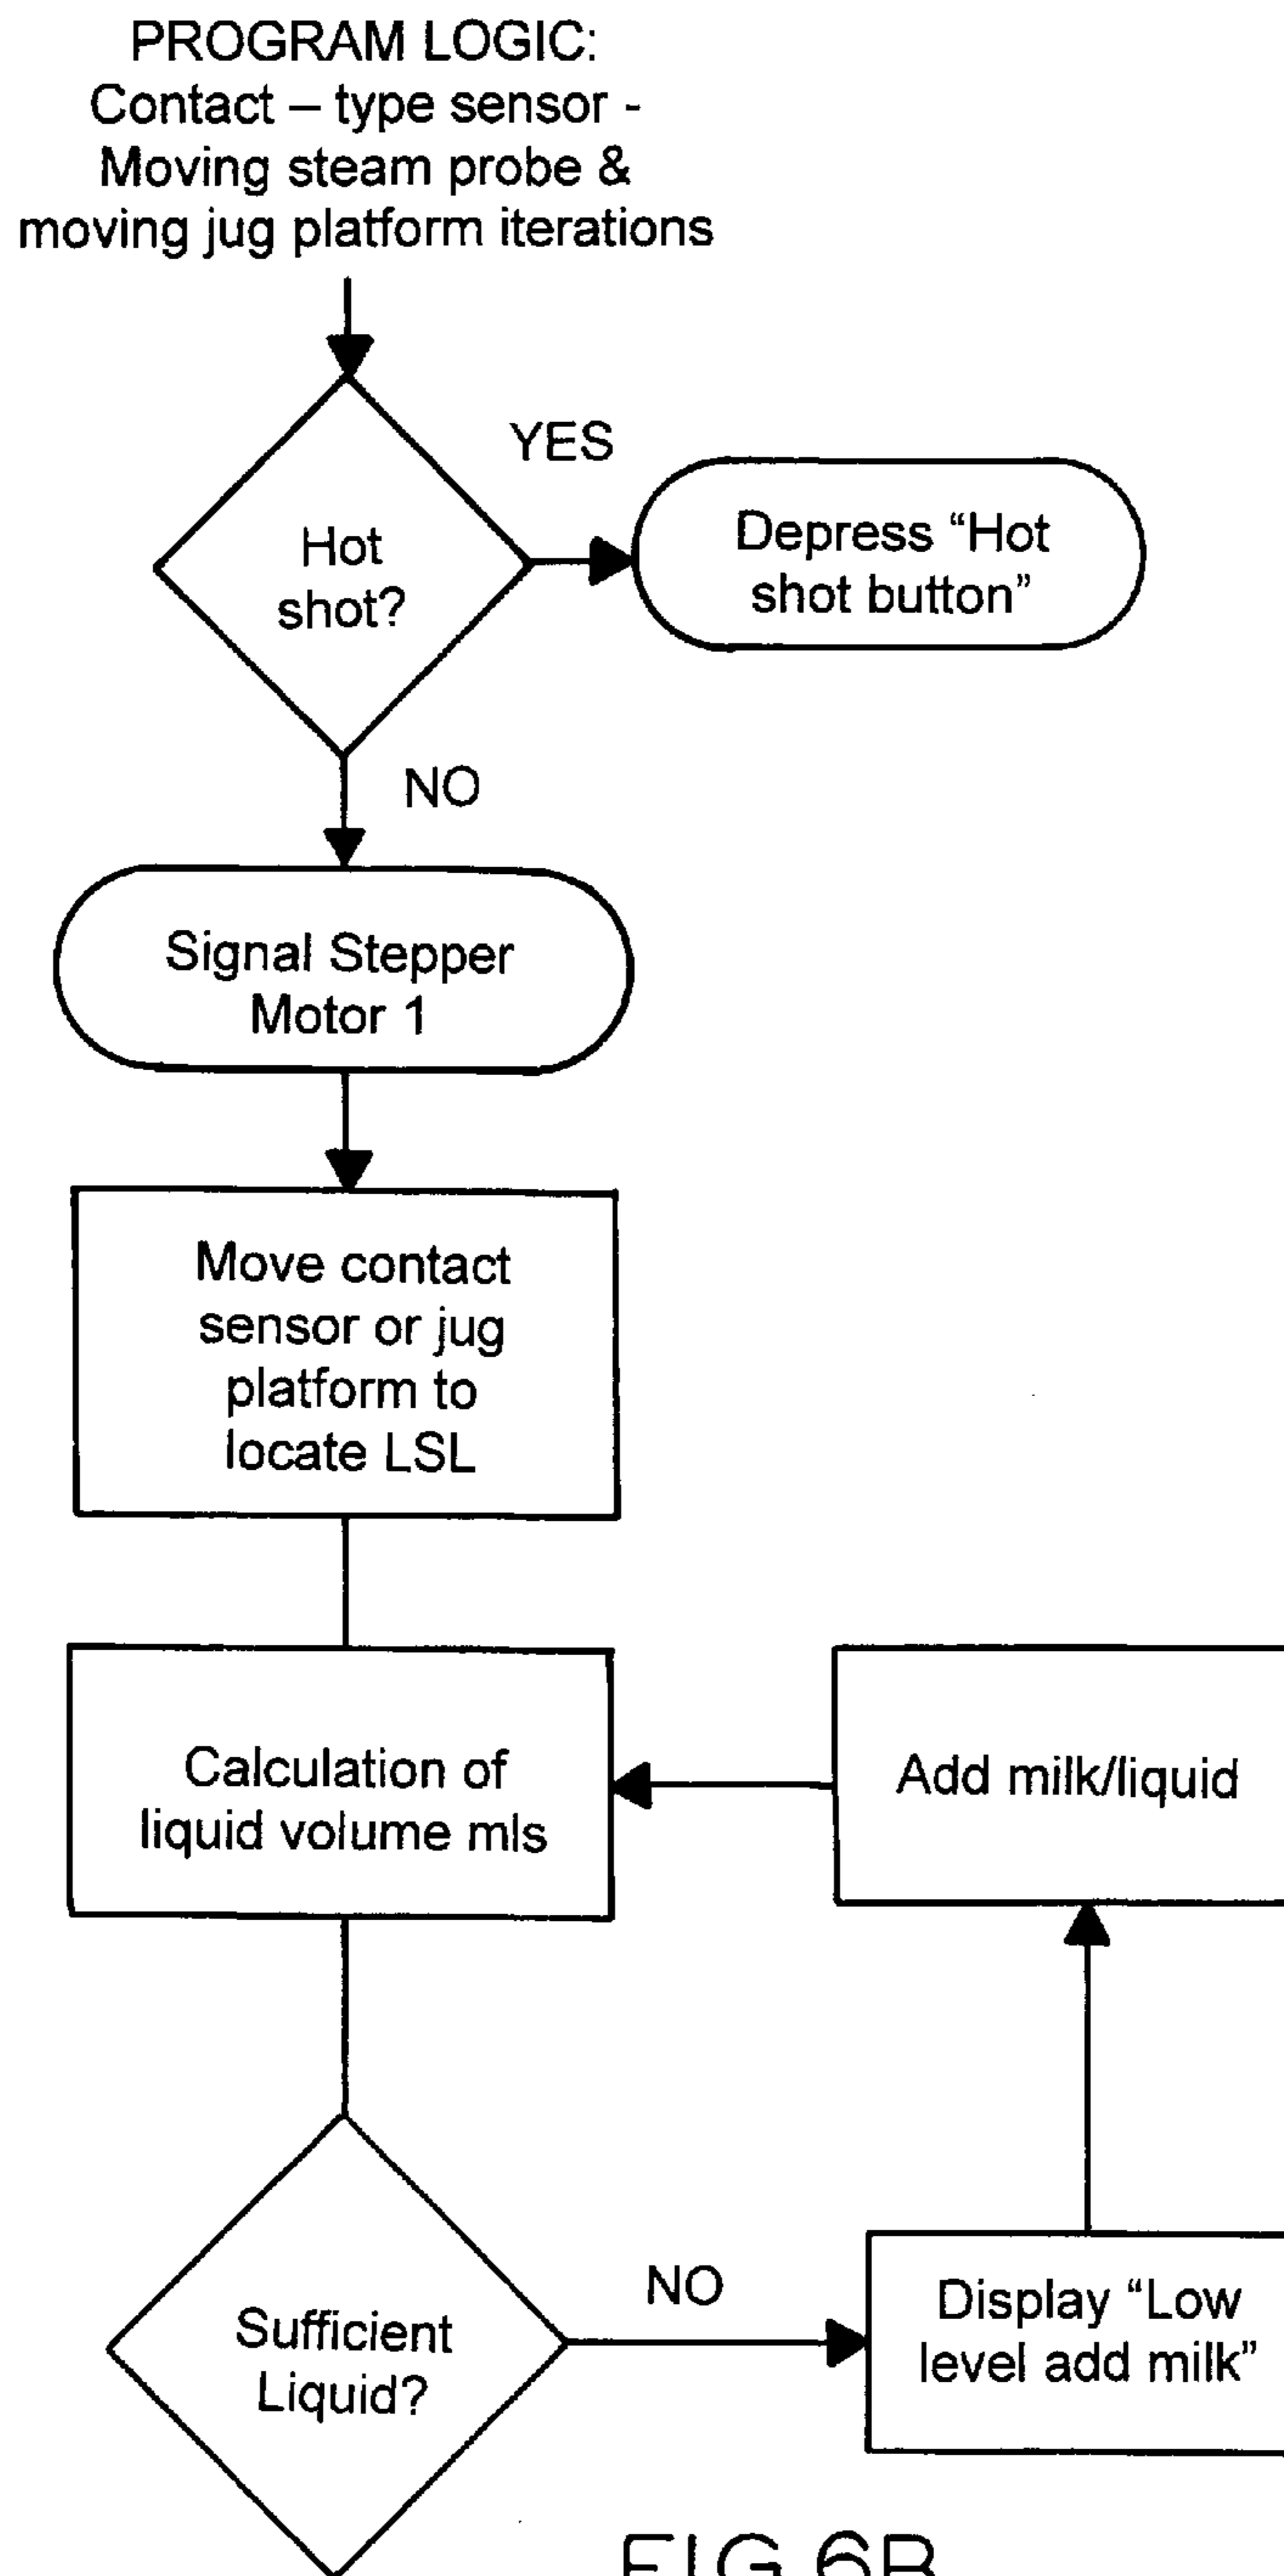 PROGRAM LOGIC:
Contact – type sensor -
Moving steam probe &
moving jug platform iterations
YES
Hot
shot?
Depress “Hot
shot button”
NO
Signal Stepper
Motor 1
Move contact
sensor or jug
platform to
locate LSL
Calculation of
liquid volume mls
Add milk/liquid
Sufficient
Liquid?
NO
Display “Low
level add milk”
FIG 6B